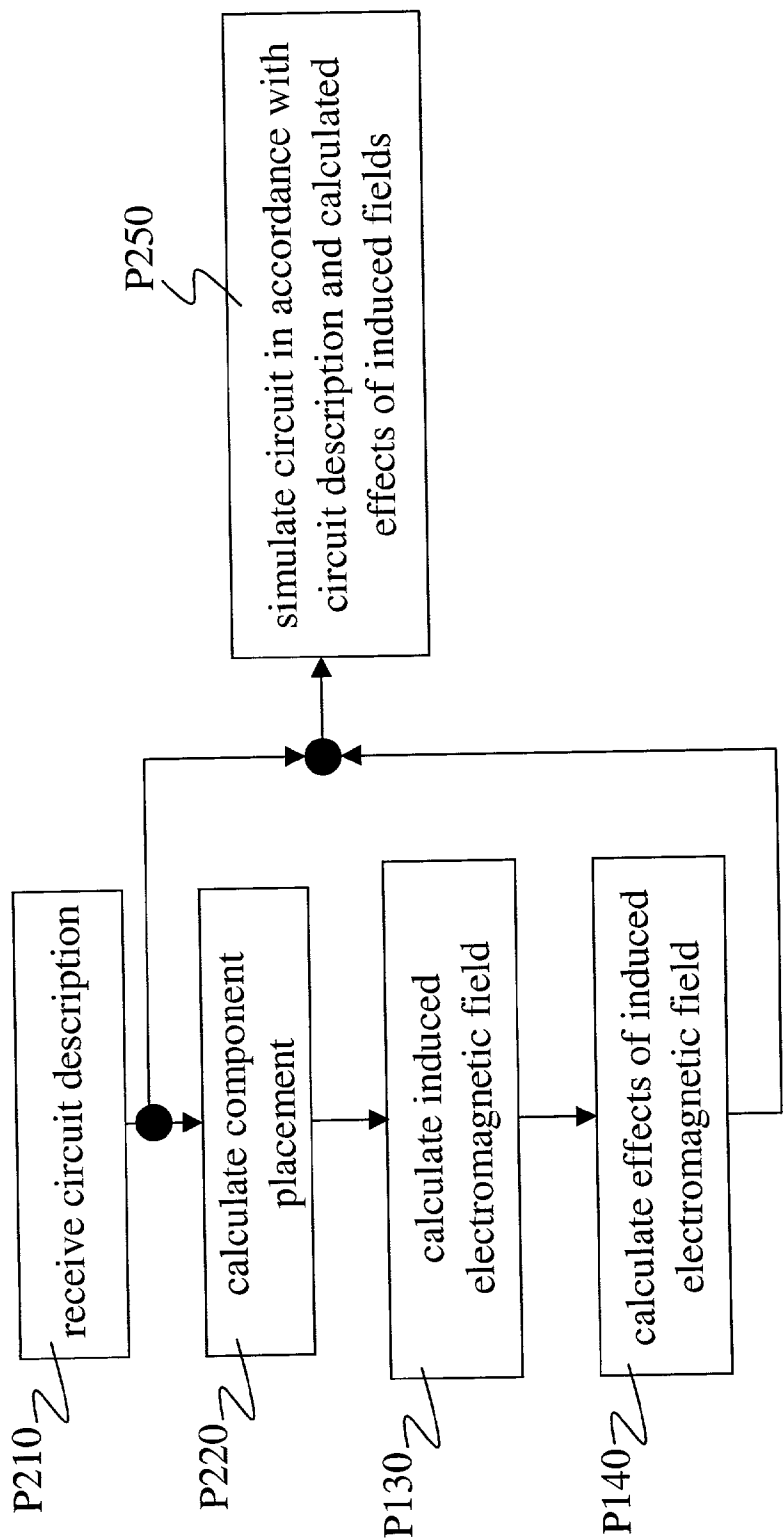 P210
receive circuit description
P220
calculate component
placement
P130
calculate induced
electromagnetic field
P140
calculate effects of induced
electromagnetic field
P250
simulate circuit in accordance with
circuit description and calculated
effects of induced fields